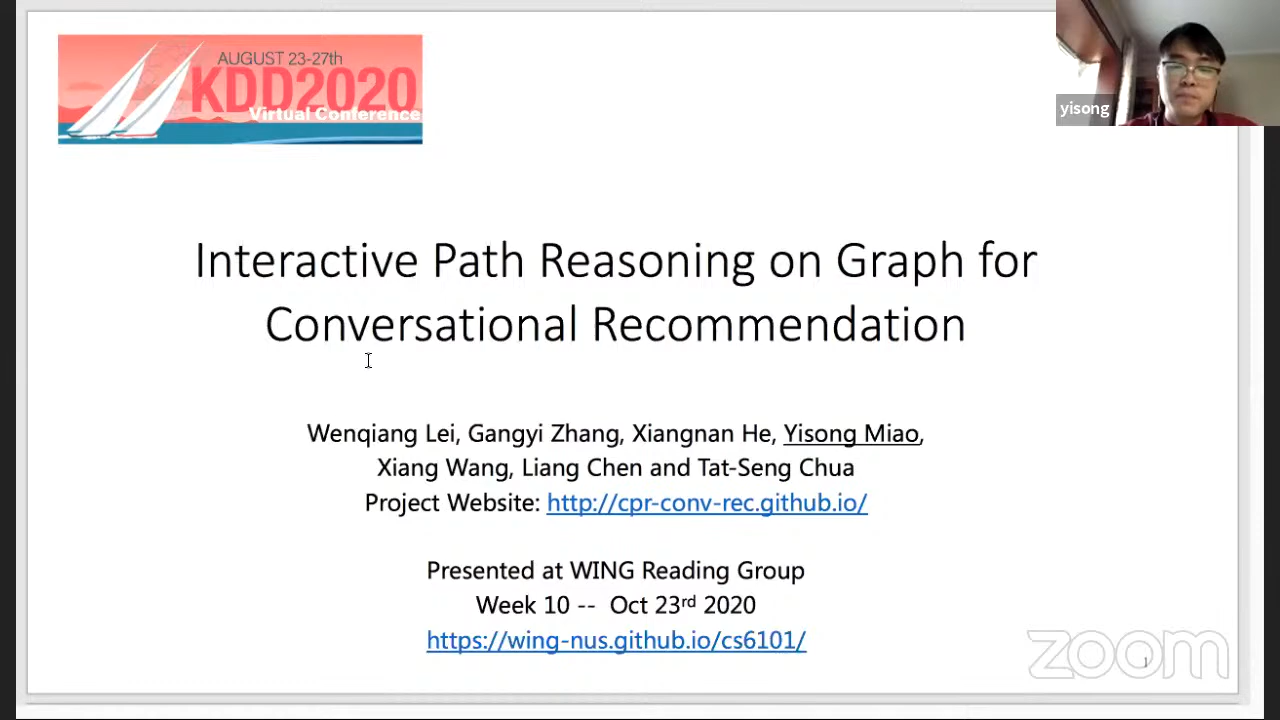 AUGUST 23-27th
KDD2020
Virtual Conference
yisong
Interactive Path Reasoning on Graph for
Conversational Recommendation
Wenqiang Lei, Gangyi Zhang, Xiangnan He, Yisong Miao,
Xiang Wang, Liang Chen and Tat-Seng Chua
Project Website: http://cpr-conv-rec.github.io/
Presented at WING Reading Group
Week 10 -- Oct 23rd 2020
https://wing-nus.github.io/cs6101/
zoom
1